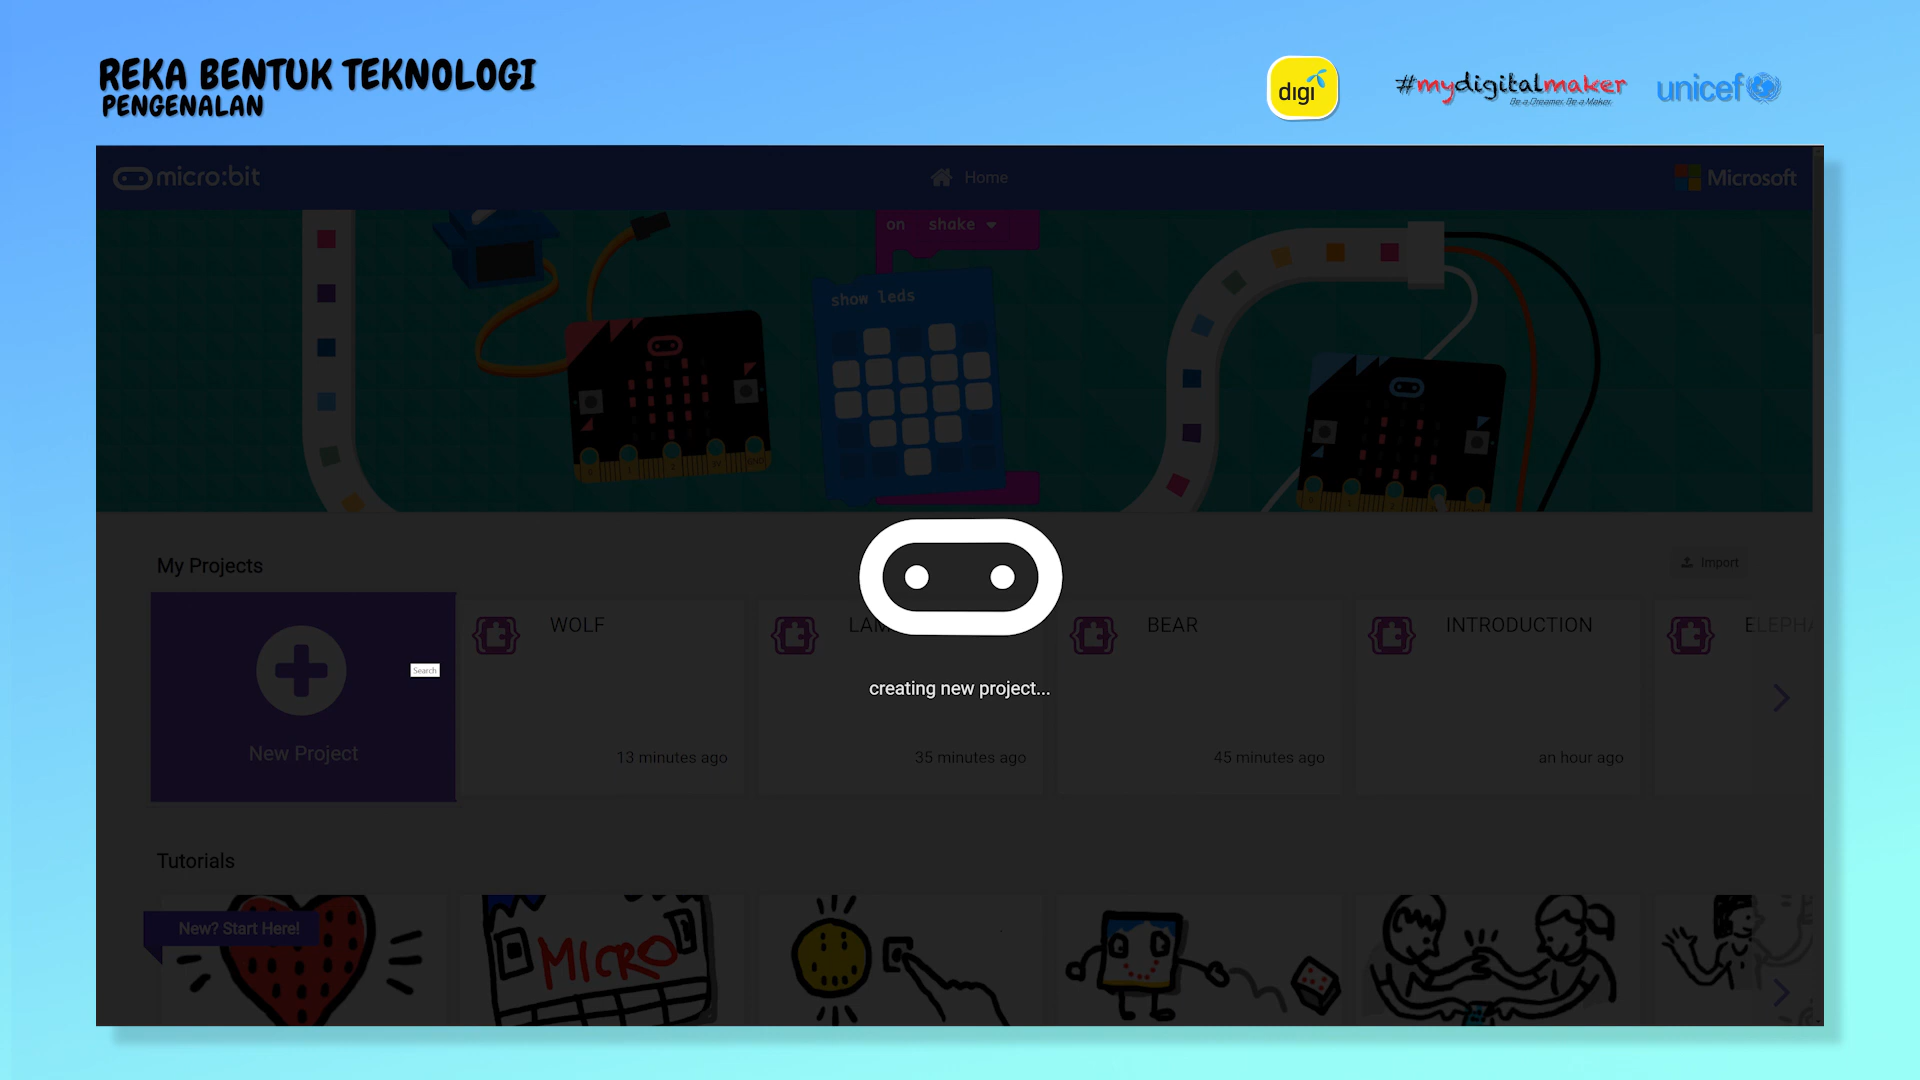 REKA BENTUK TEKNOLOGI
PENGENALAN
digi
#mydigitalmaker
Be a Dreamer. Be a Maker.
unicef
micro:bit
Home
Microsoft
on shake
show leds
My Projects
Import
New Project
Search
WOLF
13 minutes ago
35 minutes ago
BEAR
45 minutes ago
INTRODUCTION
an hour ago
creating new project...
Tutorials
New? Start Here!
MICRO